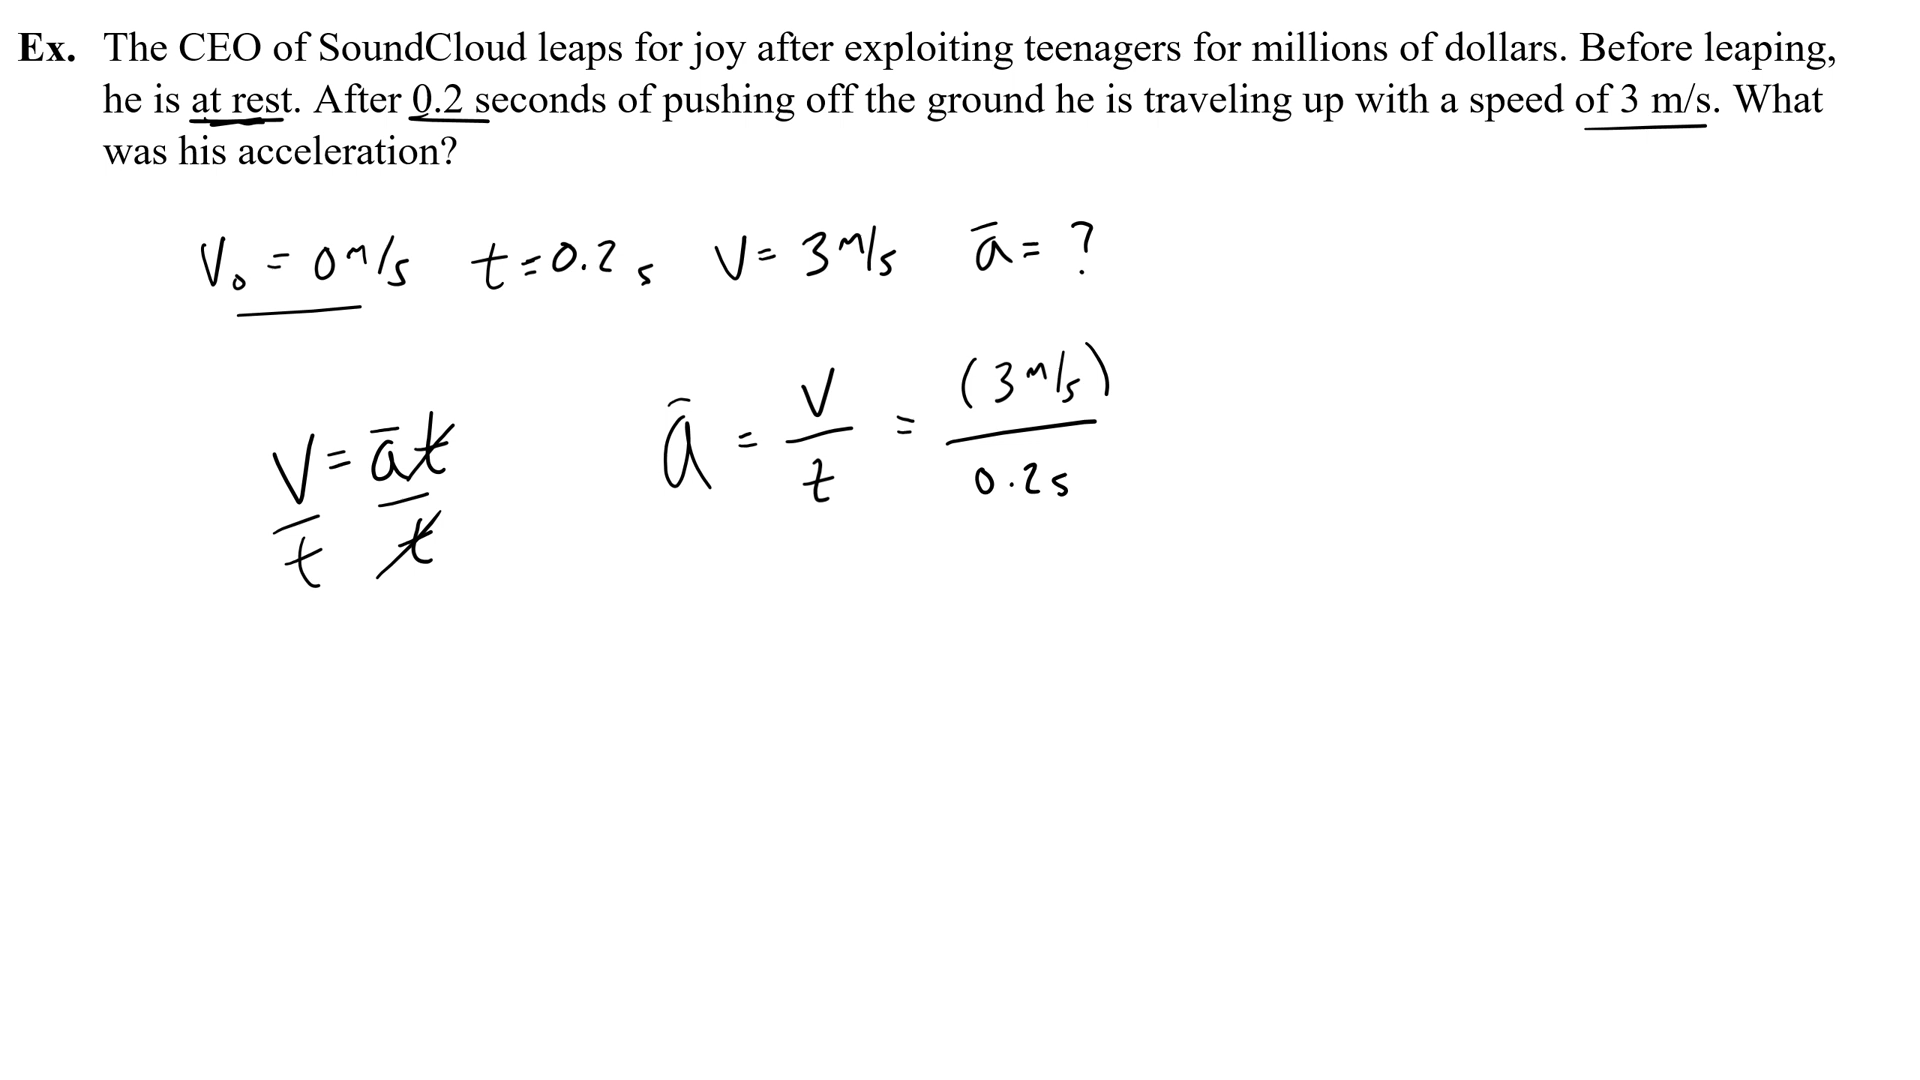 Ex. The CEO of SoundCloud leaps for joy after exploiting teenagers for millions of dollars. Before leaping,
he is at rest. After 0.2 seconds of pushing off the ground he is traveling up with a speed of 3 m/s. What
was his acceleration?
V₀ = 0 m/s t = 0.2 s V = 3 m/s ā = ?
V/t = āt/t
ā = V/t = (3 m/s)/0.2 s